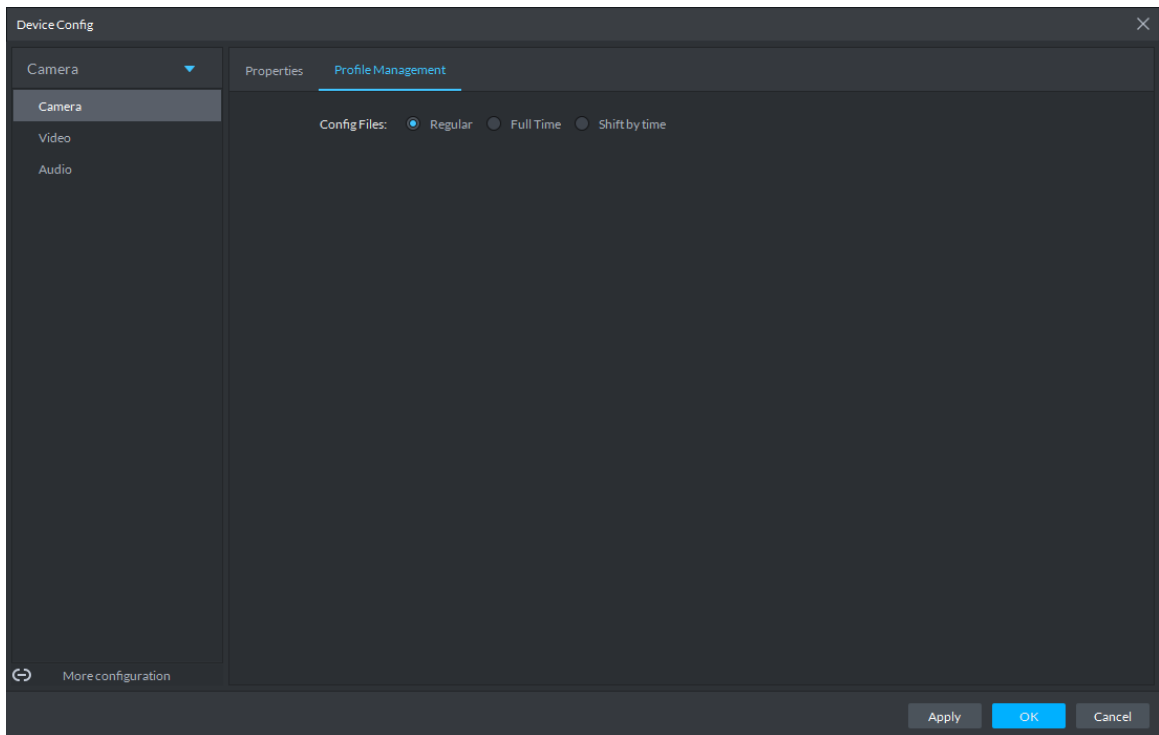 Device Config
Camera
Properties Profile Management
Camera
Config Files: Regular Full Time Shift by time
Video
Audio
More configuration
Apply OK Cancel